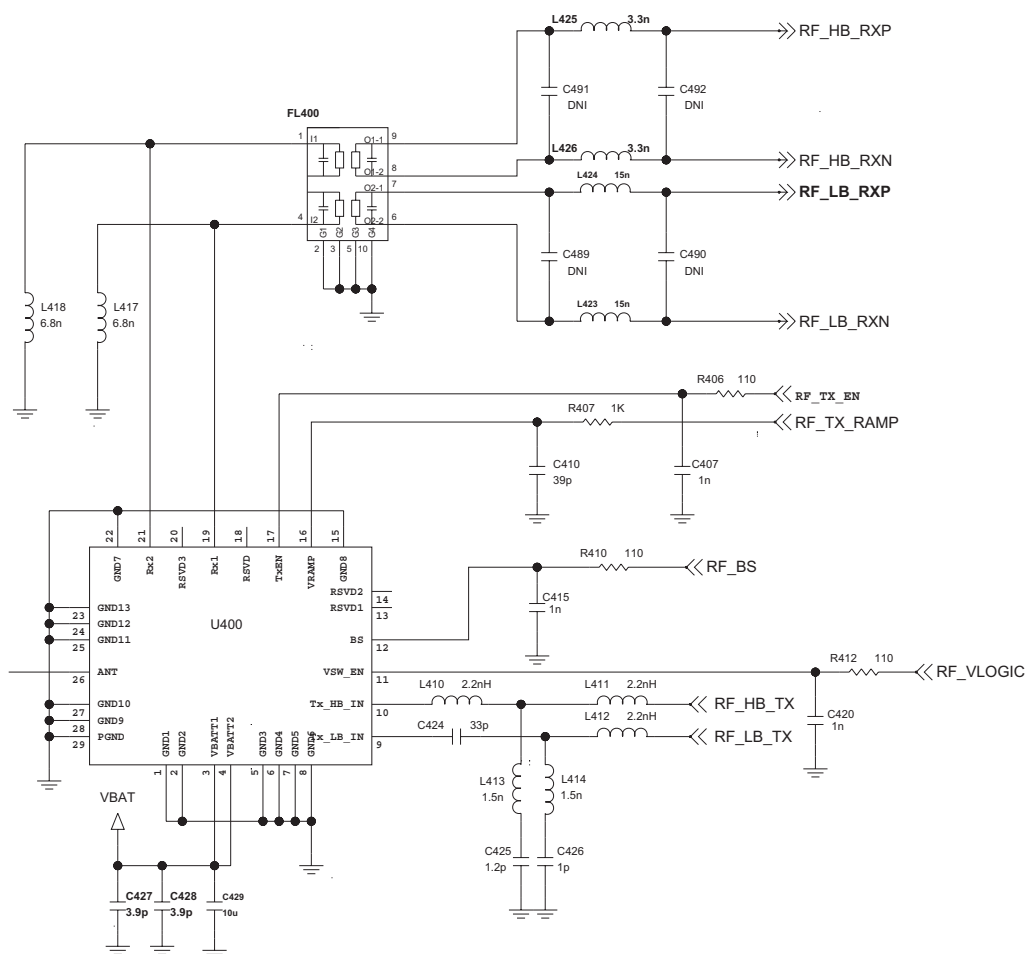 L425 3.3n
RF_HB_RXP
C491
DNI
C492
DNI
FL400
1 I1 O1-1 9
O1-2 8
L426 3.3n
RF_HB_RXN
O2-1 7
L424 15n
RF_LB_RXP
4 I2 O2-2 6
G1 G2 G3 G4
2 3 5 10
C489
DNI
C490
DNI
L418
6.8n
L417
6.8n
L423 15n
RF_LB_RXN
R406 110
RF_TX_EN
R407 1K
RF_TX_RAMP
C410
39p
C407
1n
22 21 20 19 18 17 16 15
GND7 Rx2 RSVD3 Rx1 RSVD TxEN VRAMP GND8
R410 110
RF_BS
C415
1n
RSVD2 14
RSVD1 13
GND13
23
GND12
24
GND11
25
U400
BS
12
ANT
26
VSW_EN
11
R412 110
RF_VLOGIC
C420
1n
GND10
27
GND9
28
PGND
29
Tx_HB_IN
10
L410 2.2nH
L411 2.2nH
RF_HB_TX
C424 33p
L412 2.2nH
RF_LB_TX
Tx_LB_IN
9
GND1 GND2 VBATT1 VBATT2 GND3 GND4 GND5 GND6
1 2 3 4 5 6 7 8
L413
1.5n
L414
1.5n
VBAT
C425
1.2p
C426
1p
C427
3.9p
C428
3.9p
C429
10u